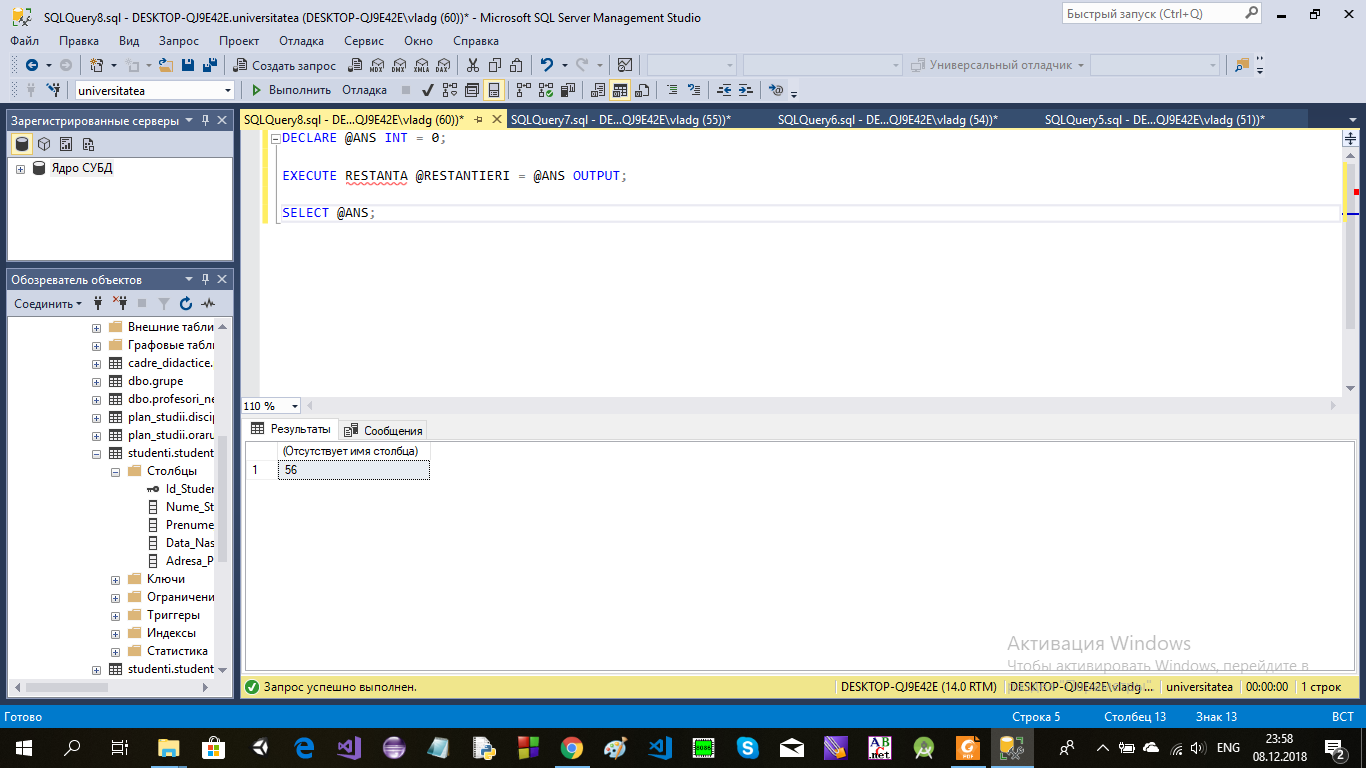 SQLQuery8.sql - DESKTOP-QJ9E42E.universitatea (DESKTOP-QJ9E42E\vladg (60))* - Microsoft SQL Server Management Studio
Быстрый запуск (Ctrl+Q)
Файл Правка Вид Запрос Проект Отладка Сервис Окно Справка
Создать запрос MDX DMX XMLA DAX Универсальный отладчик
universitatea Выполнить Отладка
Зарегистрированные серверы
Ядро СУБД
SQLQuery8.sql - DE...QJ9E42E\vladg (60))* SQLQuery7.sql - DE...QJ9E42E\vladg (55))* SQLQuery6.sql - DE...QJ9E42E\vladg (54))* SQLQuery5.sql - DE...QJ9E42E\vladg (51))*
DECLARE @ANS INT = 0;
EXECUTE RESTANTA @RESTANTIERI = @ANS OUTPUT;
SELECT @ANS;
Обозреватель объектов
Соединить
Внешние табли
Графовые табл
cadre_didactice.
dbo.grupe
dbo.profesori_ne
plan_studii.discip
plan_studii.oraru
studenti.student
Столбцы
Id_Studer
Nume_St
Prenume
Data_Nas
Adresa_P
Ключи
Ограничени
Триггеры
Индексы
Статистика
studenti.student
110 %
Результаты Сообщения
(Отсутствует имя столбца)
1 56
Активация Windows
Чтобы активировать Windows, перейдите в
Запрос успешно выполнен. DESKTOP-QJ9E42E (14.0 RTM) DESKTOP-QJ9E42E\vladg ... universitatea 00:00:00 1 строк
Готово Строка 5 Столбец 13 Знак 13 ВСТ
ENG 23:58
08.12.2018 2